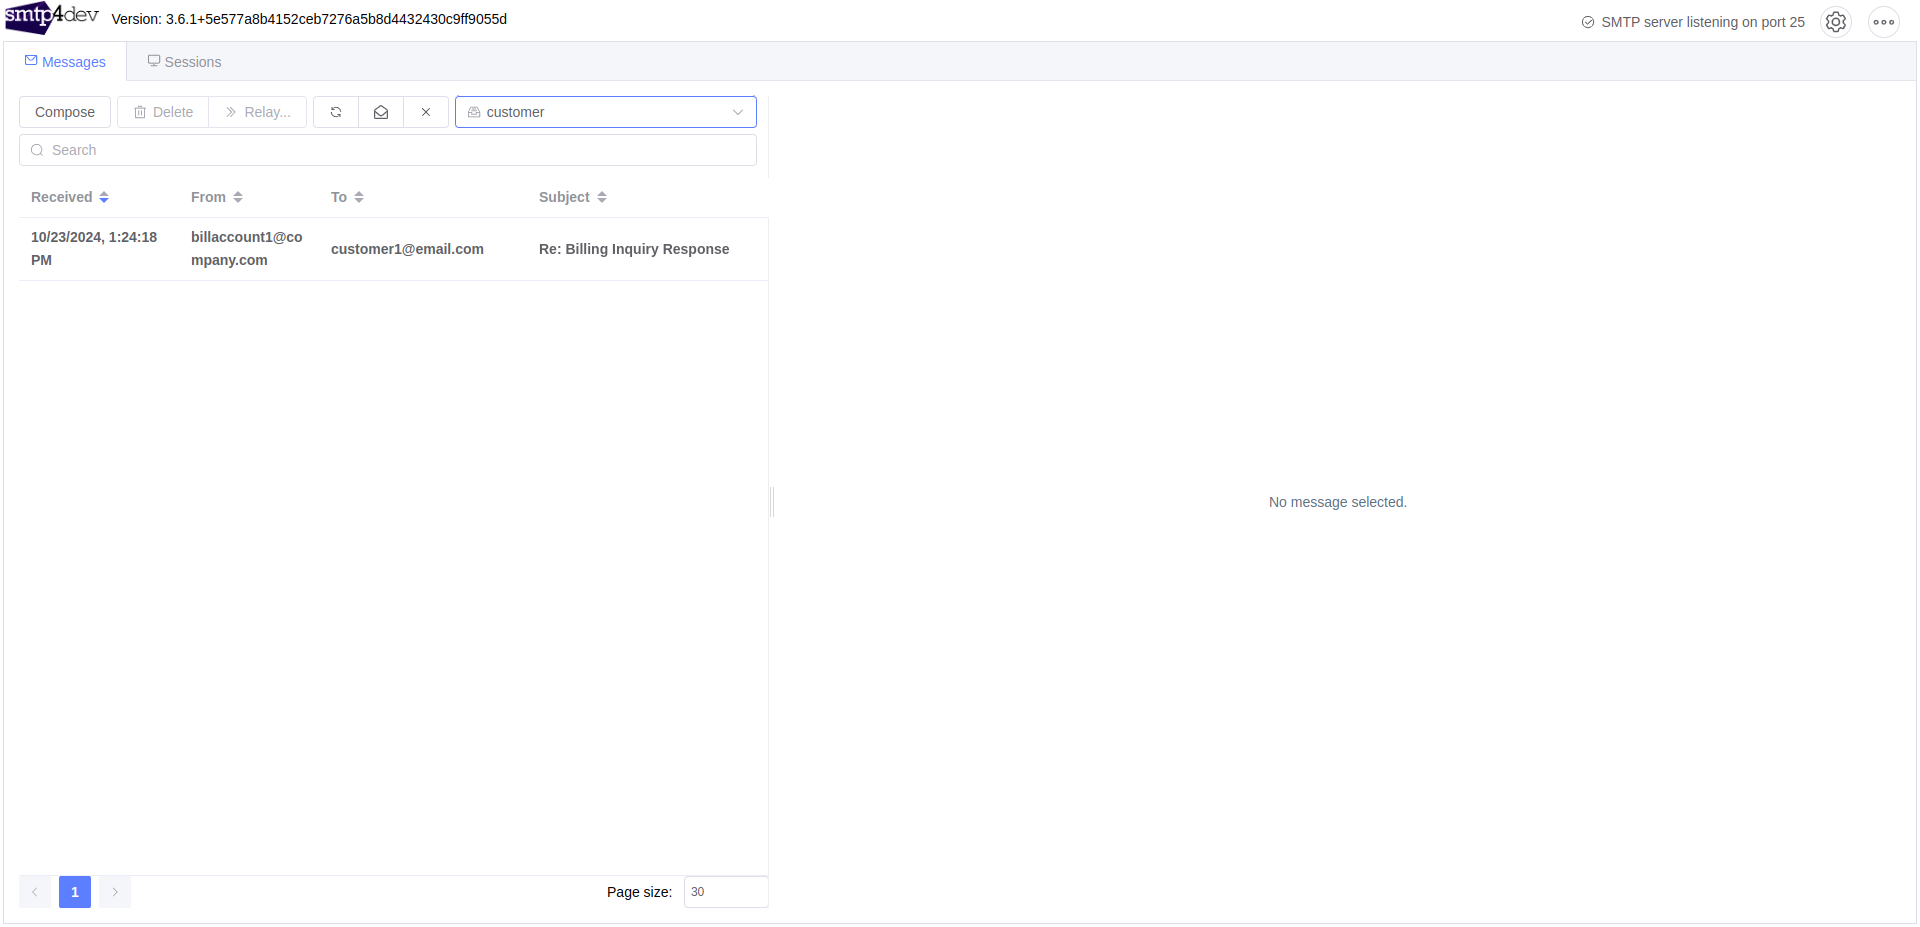 smtp4dev Version: 3.6.1+5e577a8b4152ceb7276a5b8d4432430c9ff9055d SMTP server listening on port 25
Messages Sessions
Compose Delete Relay... customer
Search
Received From To Subject
10/23/2024, 1:24:18 PM billaccount1@company.com customer1@email.com Re: Billing Inquiry Response
No message selected.
1 Page size: 30